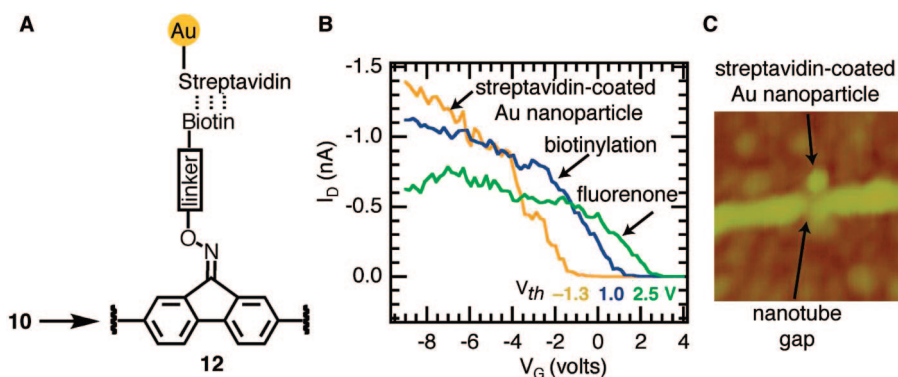 A
Au
Streptavidin
Biotin
linker
O
N
10
12
B
-1.5
-1.0
-0.5
0.0
I_D (nA)
streptavidin-coated
Au nanoparticle
biotinylation
fluorenone
V_th -1.3 1.0 2.5 V
-8 -6 -4 -2 0 2 4
V_G (volts)
C
streptavidin-coated
Au nanoparticle
nanotube
gap